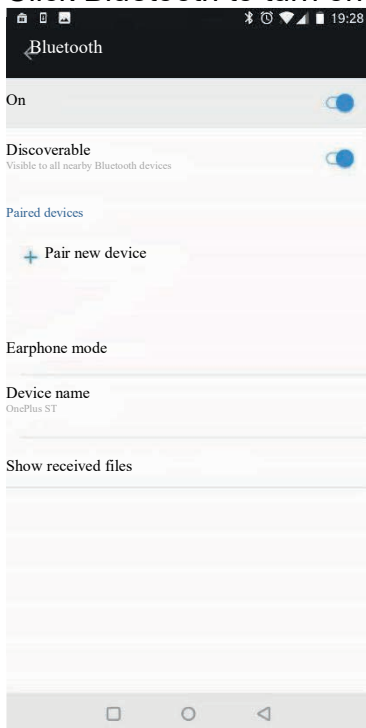 19:28
Bluetooth
On
Discoverable
Visible to all nearby Bluetooth devices
Paired devices
+ Pair new device
Earphone mode
Device name
OnePlus ST
Show received files